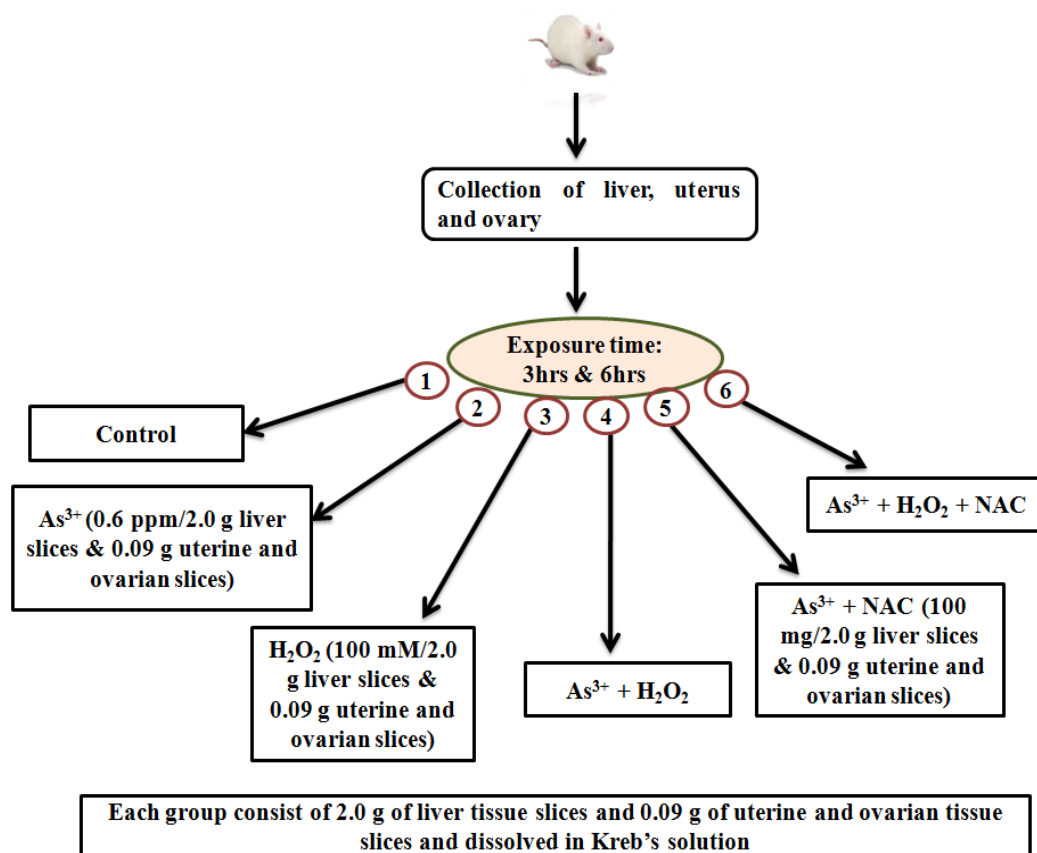 Collection of liver, uterus
and ovary
Exposure time:
3hrs & 6hrs
1
2
3
4
5
6
Control
As³⁺ (0.6 ppm/2.0 g liver
slices & 0.09 g uterine and
ovarian slices)
H₂O₂ (100 mM/2.0
g liver slices &
0.09 g uterine and
ovarian slices)
As³⁺ + H₂O₂
As³⁺ + NAC (100
mg/2.0 g liver slices
& 0.09 g uterine and
ovarian slices)
As³⁺ + H₂O₂ + NAC
Each group consist of 2.0 g of liver tissue slices and 0.09 g of uterine and ovarian tissue
slices and dissolved in Kreb’s solution